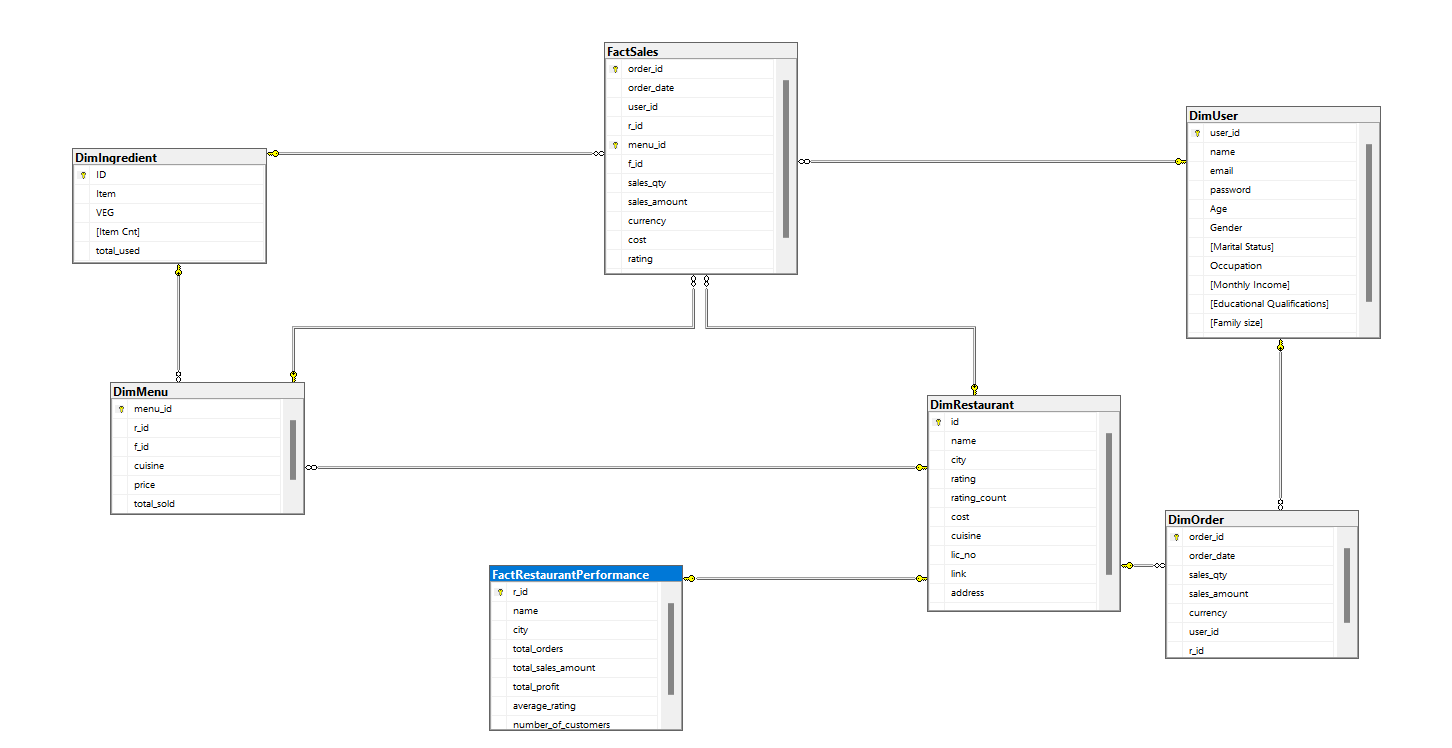 FactSales
order_id
order_date
user_id
r_id
menu_id
f_id
sales_qty
sales_amount
currency
cost
rating
DimUser
user_id
name
email
password
Age
Gender
[Marital Status]
Occupation
[Monthly Income]
[Educational Qualifications]
[Family size]
DimIngredient
ID
Item
VEG
[Item Cnt]
total_used
DimMenu
menu_id
r_id
f_id
cuisine
price
total_sold
DimRestaurant
id
name
city
rating
rating_count
cost
cuisine
lic_no
link
address
DimOrder
order_id
order_date
sales_qty
sales_amount
currency
user_id
r_id
FactRestaurantPerformance
r_id
name
city
total_orders
total_sales_amount
total_profit
average_rating
number_of_customers